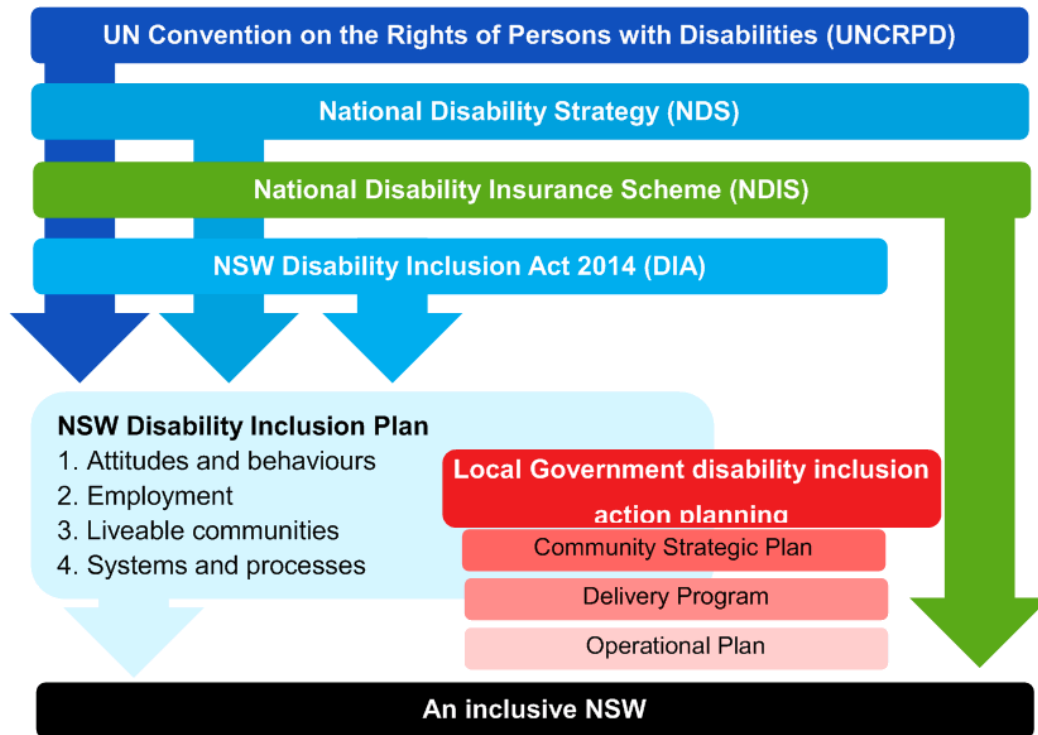 UN Convention on the Rights of Persons with Disabilities (UNCRPD)
National Disability Strategy (NDS)
National Disability Insurance Scheme (NDIS)
NSW Disability Inclusion Act 2014 (DIA)
NSW Disability Inclusion Plan
1. Attitudes and behaviours
2. Employment
3. Liveable communities
4. Systems and processes
Local Government disability inclusion
action planning
Community Strategic Plan
Delivery Program
Operational Plan
An inclusive NSW